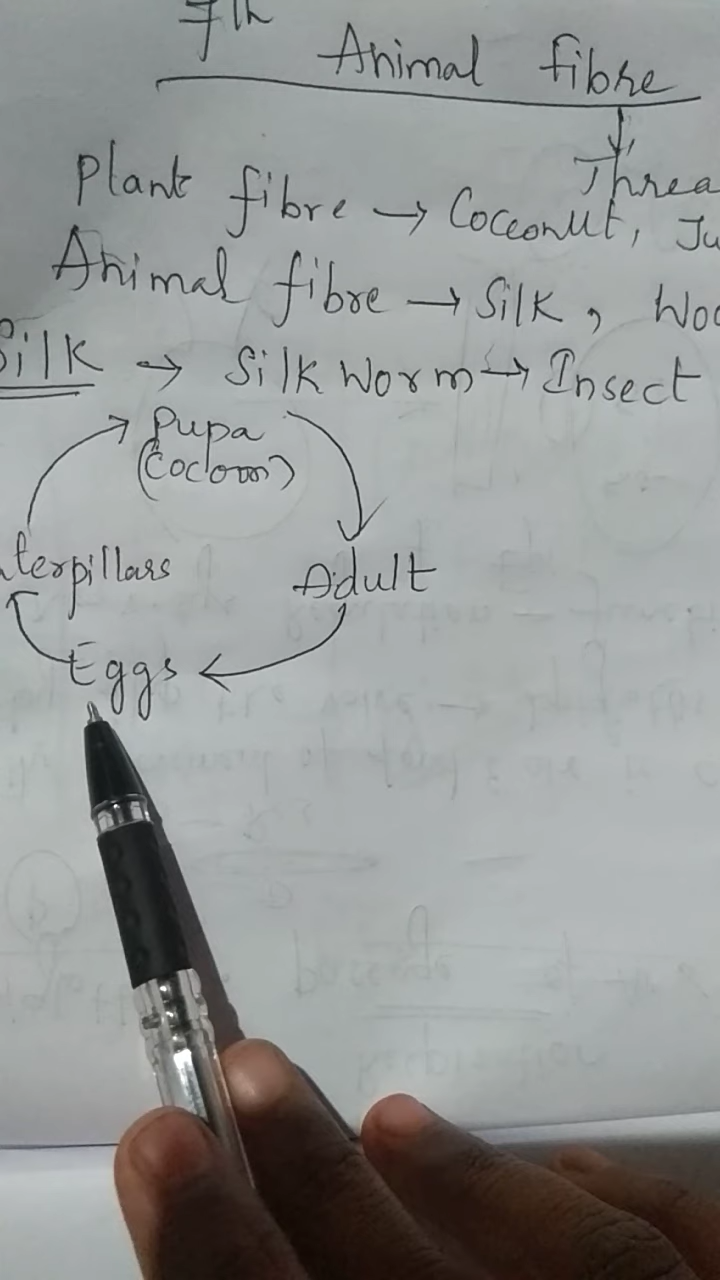 7th Animal fibre
Threa
Plant fibre → Coconut, Ju
Animal fibre → Silk, Woo
Silk → Silk Worm → Insect
Pupa
(Cocoon)
terpillars Adult
Eggs